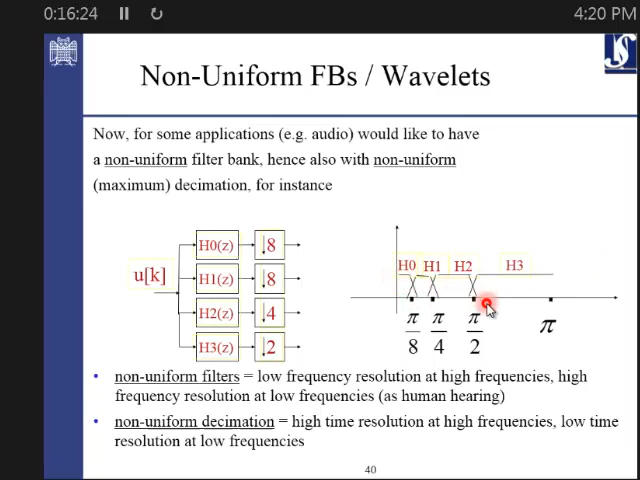 0:16:24
4:20 PM
Non-Uniform FBs / Wavelets
Now, for some applications (e.g. audio) would like to have
a non-uniform filter bank, hence also with non-uniform
(maximum) decimation, for instance
u[k]
H0(z) ↓8
H1(z) ↓8
H2(z) ↓4
H3(z) ↓2
H0 H1 H2 H3
π/8 π/4 π/2 π
• non-uniform filters = low frequency resolution at high frequencies, high
frequency resolution at low frequencies (as human hearing)
• non-uniform decimation = high time resolution at high frequencies, low time
resolution at low frequencies
40